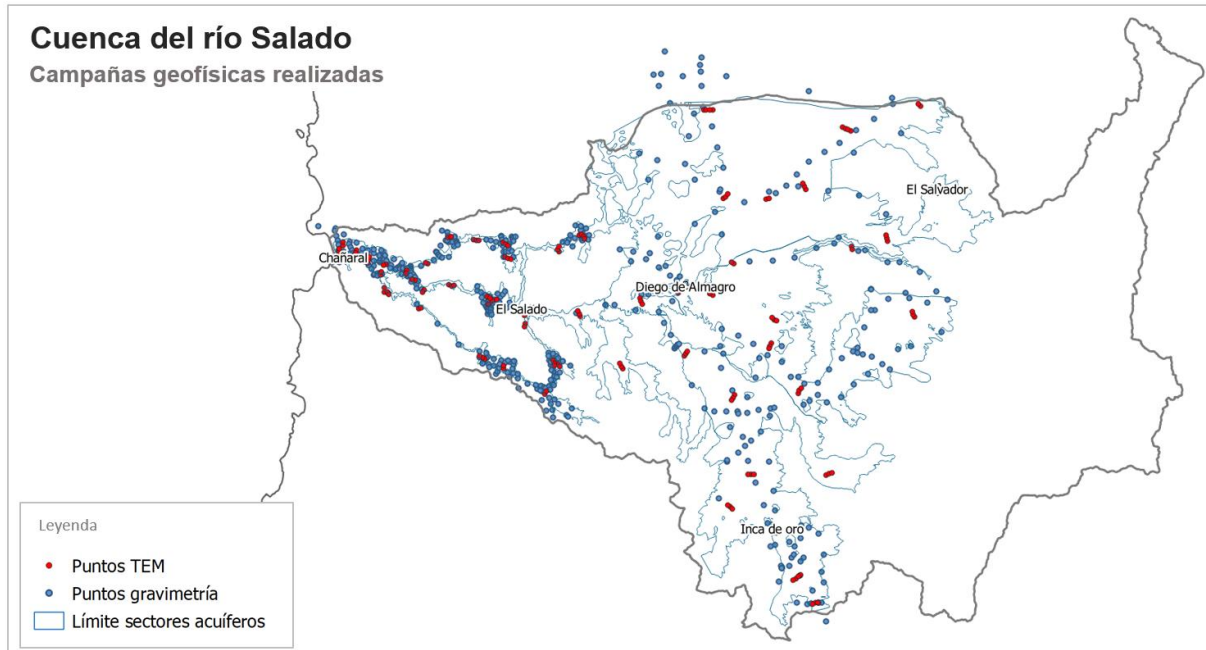 Cuenca del río Salado
Campañas geofísicas realizadas
El Salvador
Chañaral
Diego de Almagro
El Salado
Inca de oro
Leyenda
Puntos TEM
Puntos gravimetría
Límite sectores acuíferos